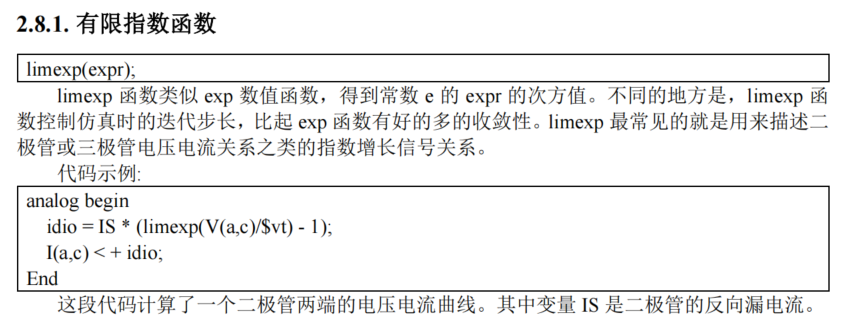 2.8.1. 有限指数函数
limexp(expr);
limexp 函数类似 exp 数值函数，得到常数 e 的 expr 的次方值。不同的地方是，limexp 函
数控制仿真时的迭代步长，比起 exp 函数有好的多的收敛性。limexp 最常见的就是用来描述二
极管或三极管电压电流关系之类的指数增长信号关系。
代码示例:
analog begin
idio = IS * (limexp(V(a,c)/$vt) - 1);
I(a,c) < + idio;
End
这段代码计算了一个二极管两端的电压电流曲线。其中变量 IS 是二极管的反向漏电流。